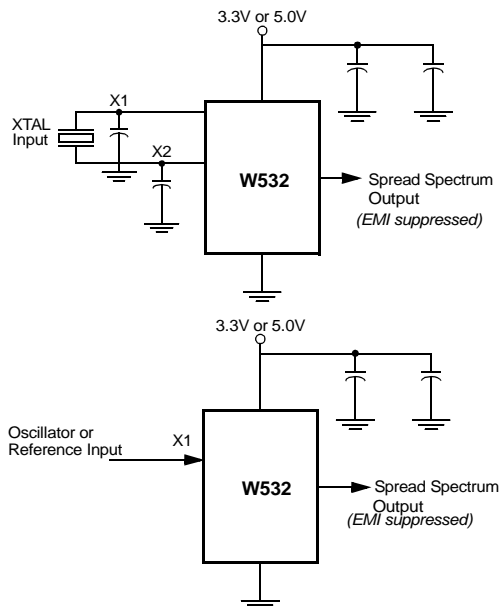 3.3V or 5.0V
X1
XTAL
Input
X2
W532
Spread Spectrum
Output
(EMI suppressed)
3.3V or 5.0V
Oscillator or
Reference Input
X1
W532
Spread Spectrum
Output
(EMI suppressed)